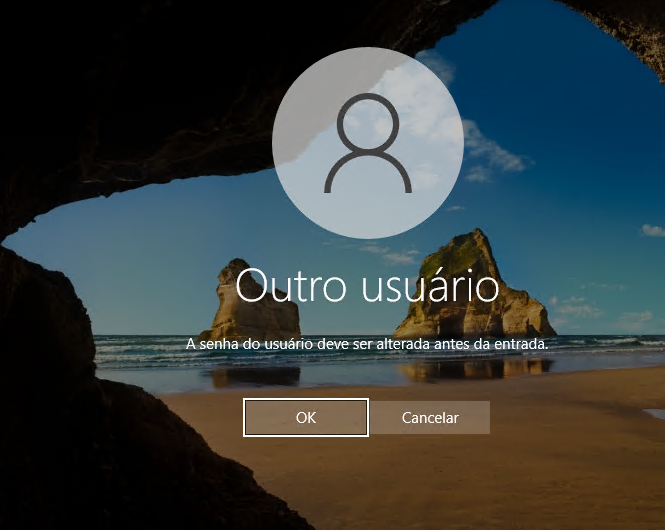 Outro usuário
A senha do usuário deve ser alterada antes da entrada.
OK
Cancelar